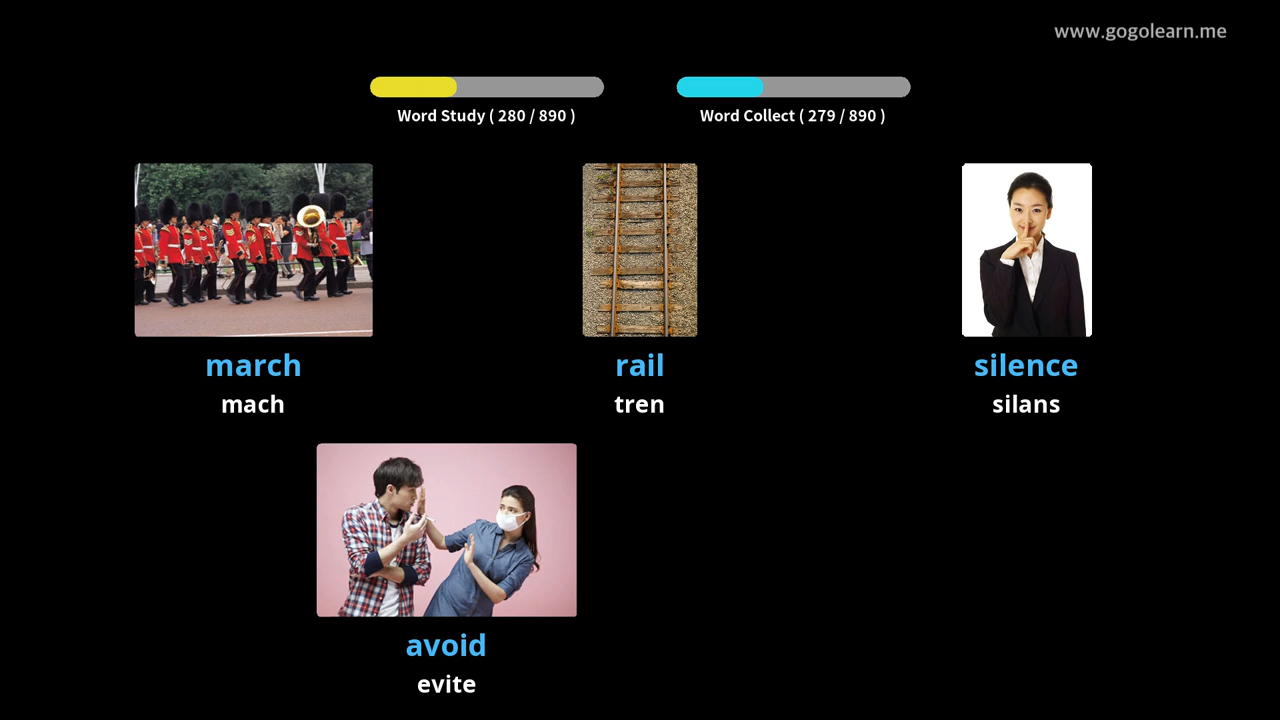 www.gogolearn.me
Word Study ( 280 / 890 )
Word Collect ( 279 / 890 )
march
mach
rail
tren
silence
silans
avoid
evite